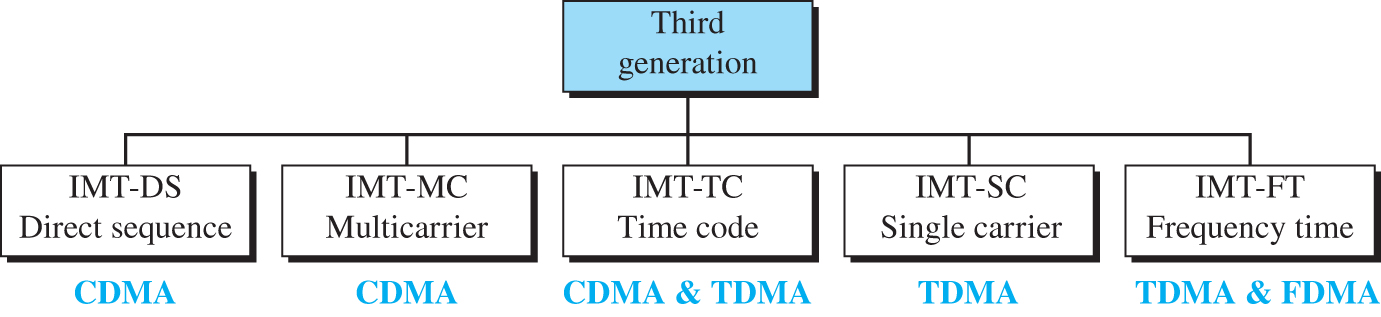 Third
generation
IMT-DS
Direct sequence
CDMA
IMT-MC
Multicarrier
CDMA
IMT-TC
Time code
CDMA & TDMA
IMT-SC
Single carrier
TDMA
IMT-FT
Frequency time
TDMA & FDMA